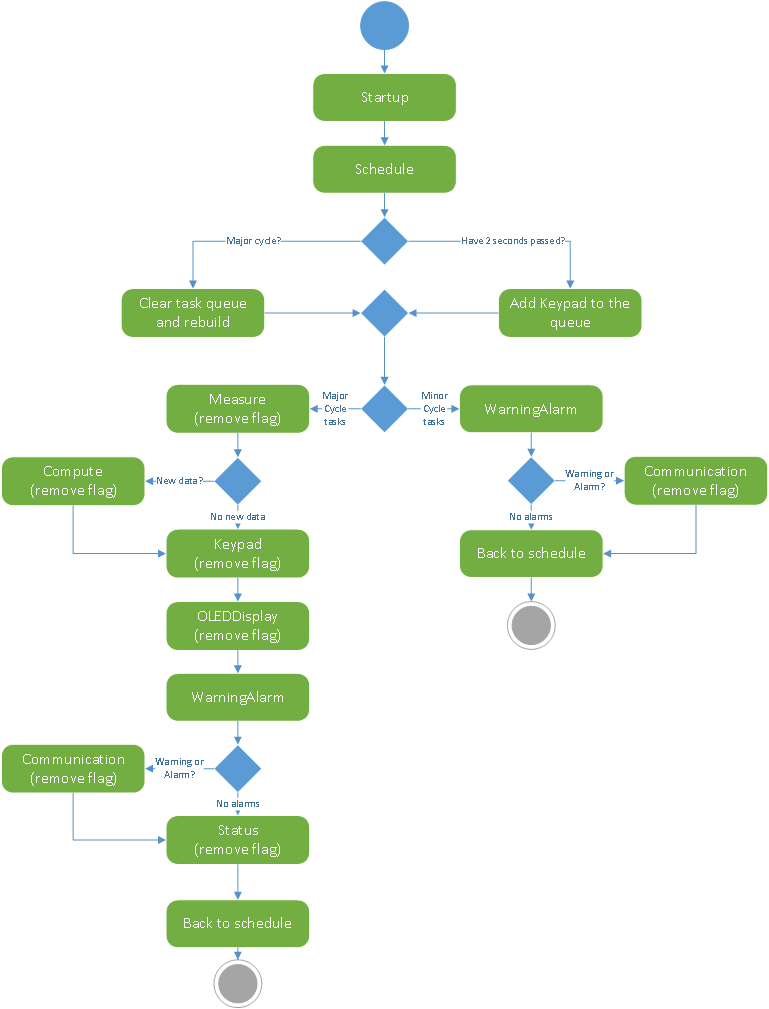 Startup
Schedule
Major cycle?
Have 2 seconds passed?
Clear task queue
and rebuild
Add Keypad to the
queue
Measure
(remove flag)
Major
Cycle
tasks
Minor
Cycle
tasks
WarningAlarm
Compute
(remove flag)
New data?
Warning or
Alarm?
Communication
(remove flag)
No new data
No alarms
Keypad
(remove flag)
Back to schedule
OLEDDisplay
(remove flag)
WarningAlarm
Communication
(remove flag)
Warning or
Alarm?
No alarms
Status
(remove flag)
Back to schedule